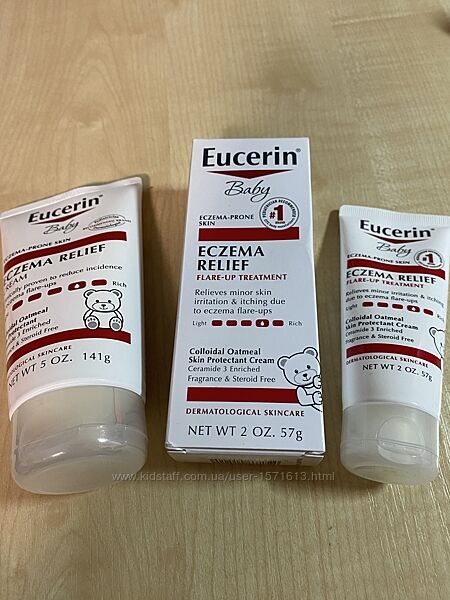 Eucerin®
Baby
ECZEMA-PRONE SKIN
ECZEMA RELIEF
CREAM
proven to reduce incidence
eczema flare-ups
Rich
Colloidal Oatmeal
Skin Protectant
Ceramide 3 Enriched
Fragrance & Steroid Free
DERMATOLOGICAL SKINCARE
NET WT 5 OZ. 141g
Eucerin®
Baby
ECZEMA-PRONE
SKIN
#1
ECZEMA
RELIEF
FLARE-UP TREATMENT
Relieves minor skin
irritation & itching due
to eczema flare-ups
Light Rich
Colloidal Oatmeal
Skin Protectant Cream
Ceramide 3 Enriched
Fragrance & Steroid Free
DERMATOLOGICAL SKINCARE
NET WT 2 OZ. 57g
Eucerin®
Baby
ECZEMA-PRONE SKIN
#1
ECZEMA RELIEF
FLARE-UP TREATMENT
Relieves minor skin
irritation & itching
due to eczema flare-ups
Light Rich
Colloidal Oatmeal
Skin Protectant Cream
Ceramide 3 Enriched
Fragrance & Steroid Free
DERMATOLOGICAL SKINCARE
NET WT 2 OZ. 57g
www.kidstaff.com.ua/user-1571613.html